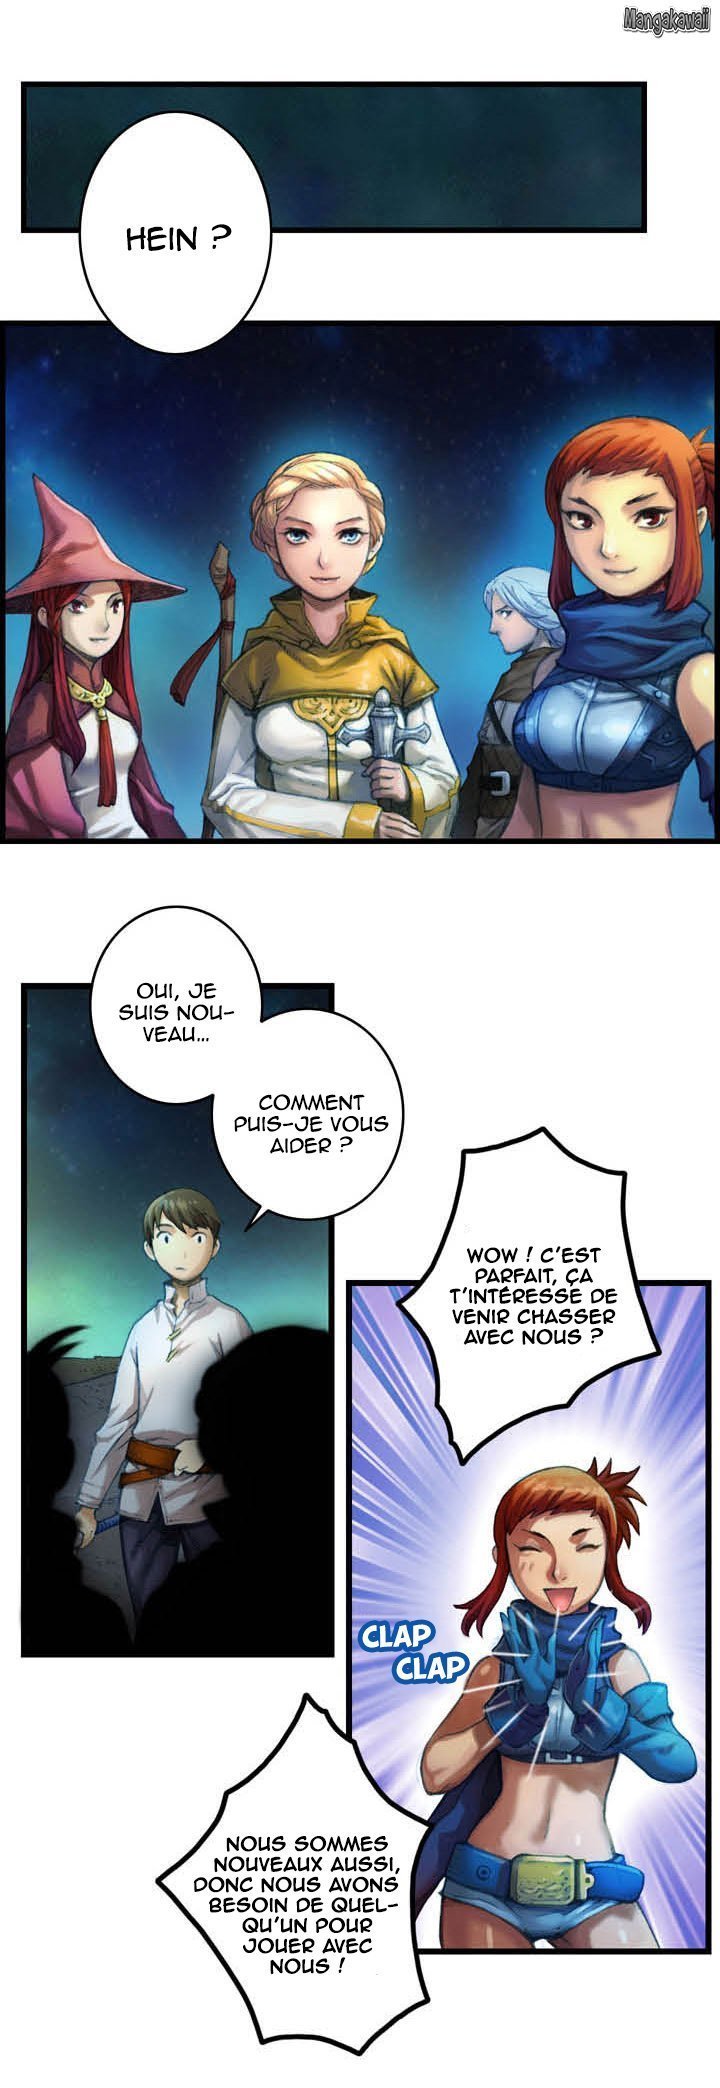 Mangakawaii
HEIN ?
OUI, JE
SUIS NOU-
VEAU...
COMMENT
PUIS-JE VOUS
AIDER ?
WOW ! C'EST
PARFAIT, ÇA
T'INTÉRESSE DE
VENIR CHASSER
AVEC NOUS ?
CLAP
CLAP
NOUS SOMMES
NOUVEAUX AUSSI,
DONC NOUS AVONS
BESOIN DE QUEL-
QU'UN POUR
JOUER AVEC
NOUS !